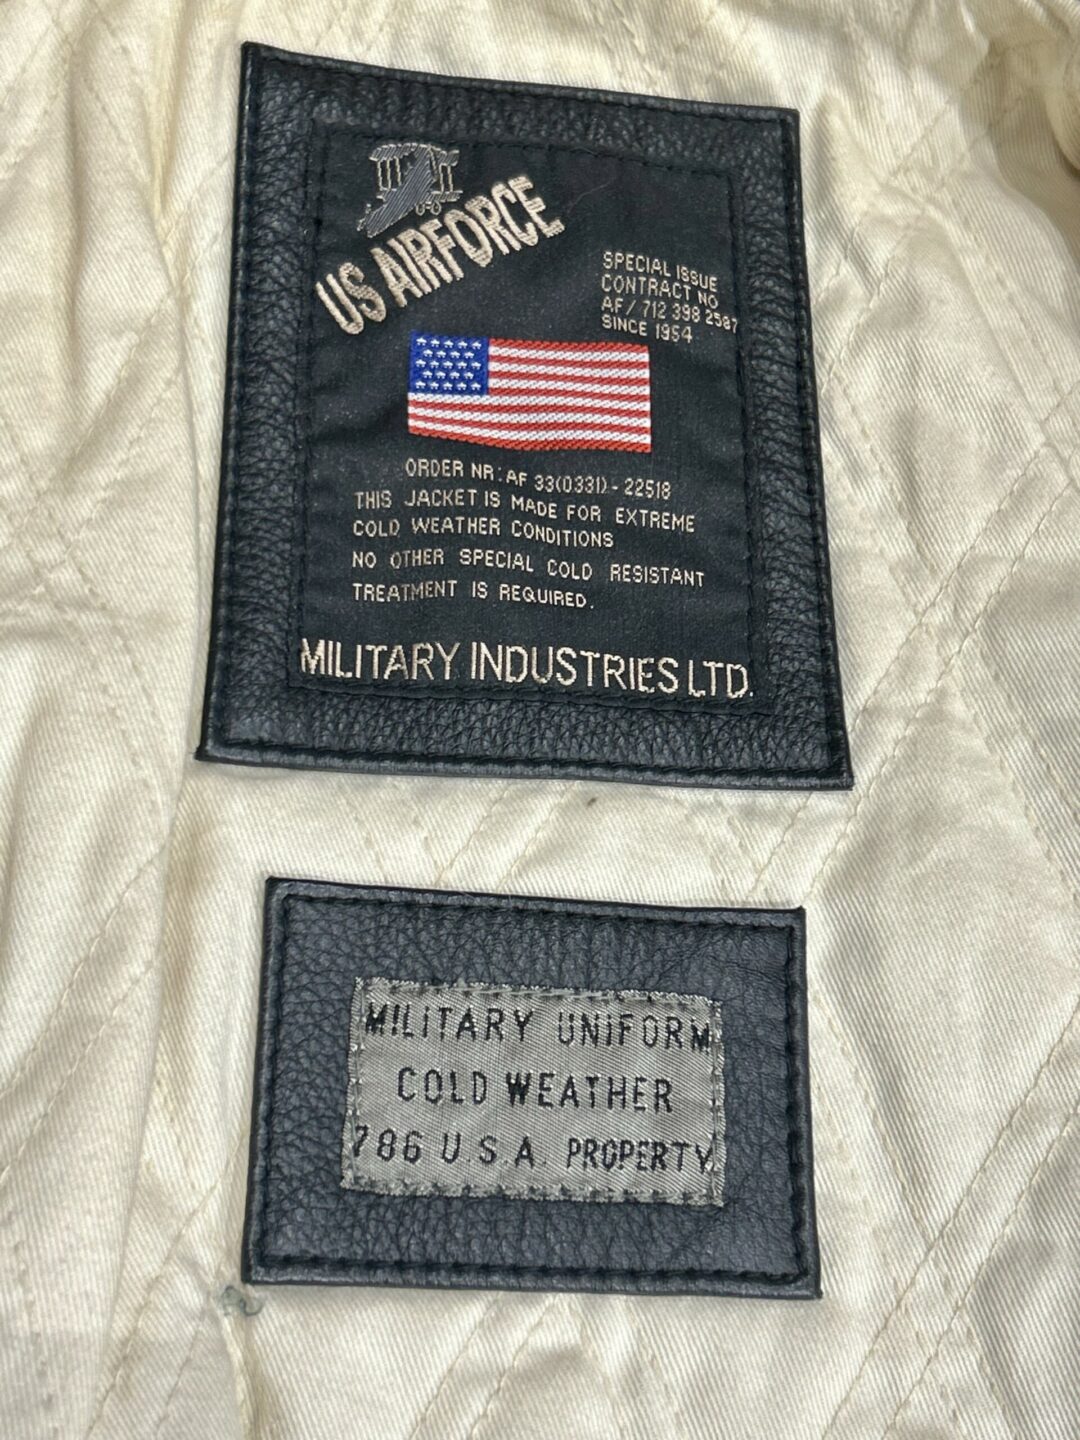 US AIRFORCE
SPECIAL ISSUE
CONTRACT NO
AF/ 712 398 2587
SINCE 1954
ORDER NR: AF 33(0331) - 22518
THIS JACKET IS MADE FOR EXTREME
COLD WEATHER CONDITIONS
NO OTHER SPECIAL COLD RESISTANT
TREATMENT IS REQUIRED.
MILITARY INDUSTRIES LTD.
MILITARY UNIFORM
COLD WEATHER
786 U.S.A. PROPERTY